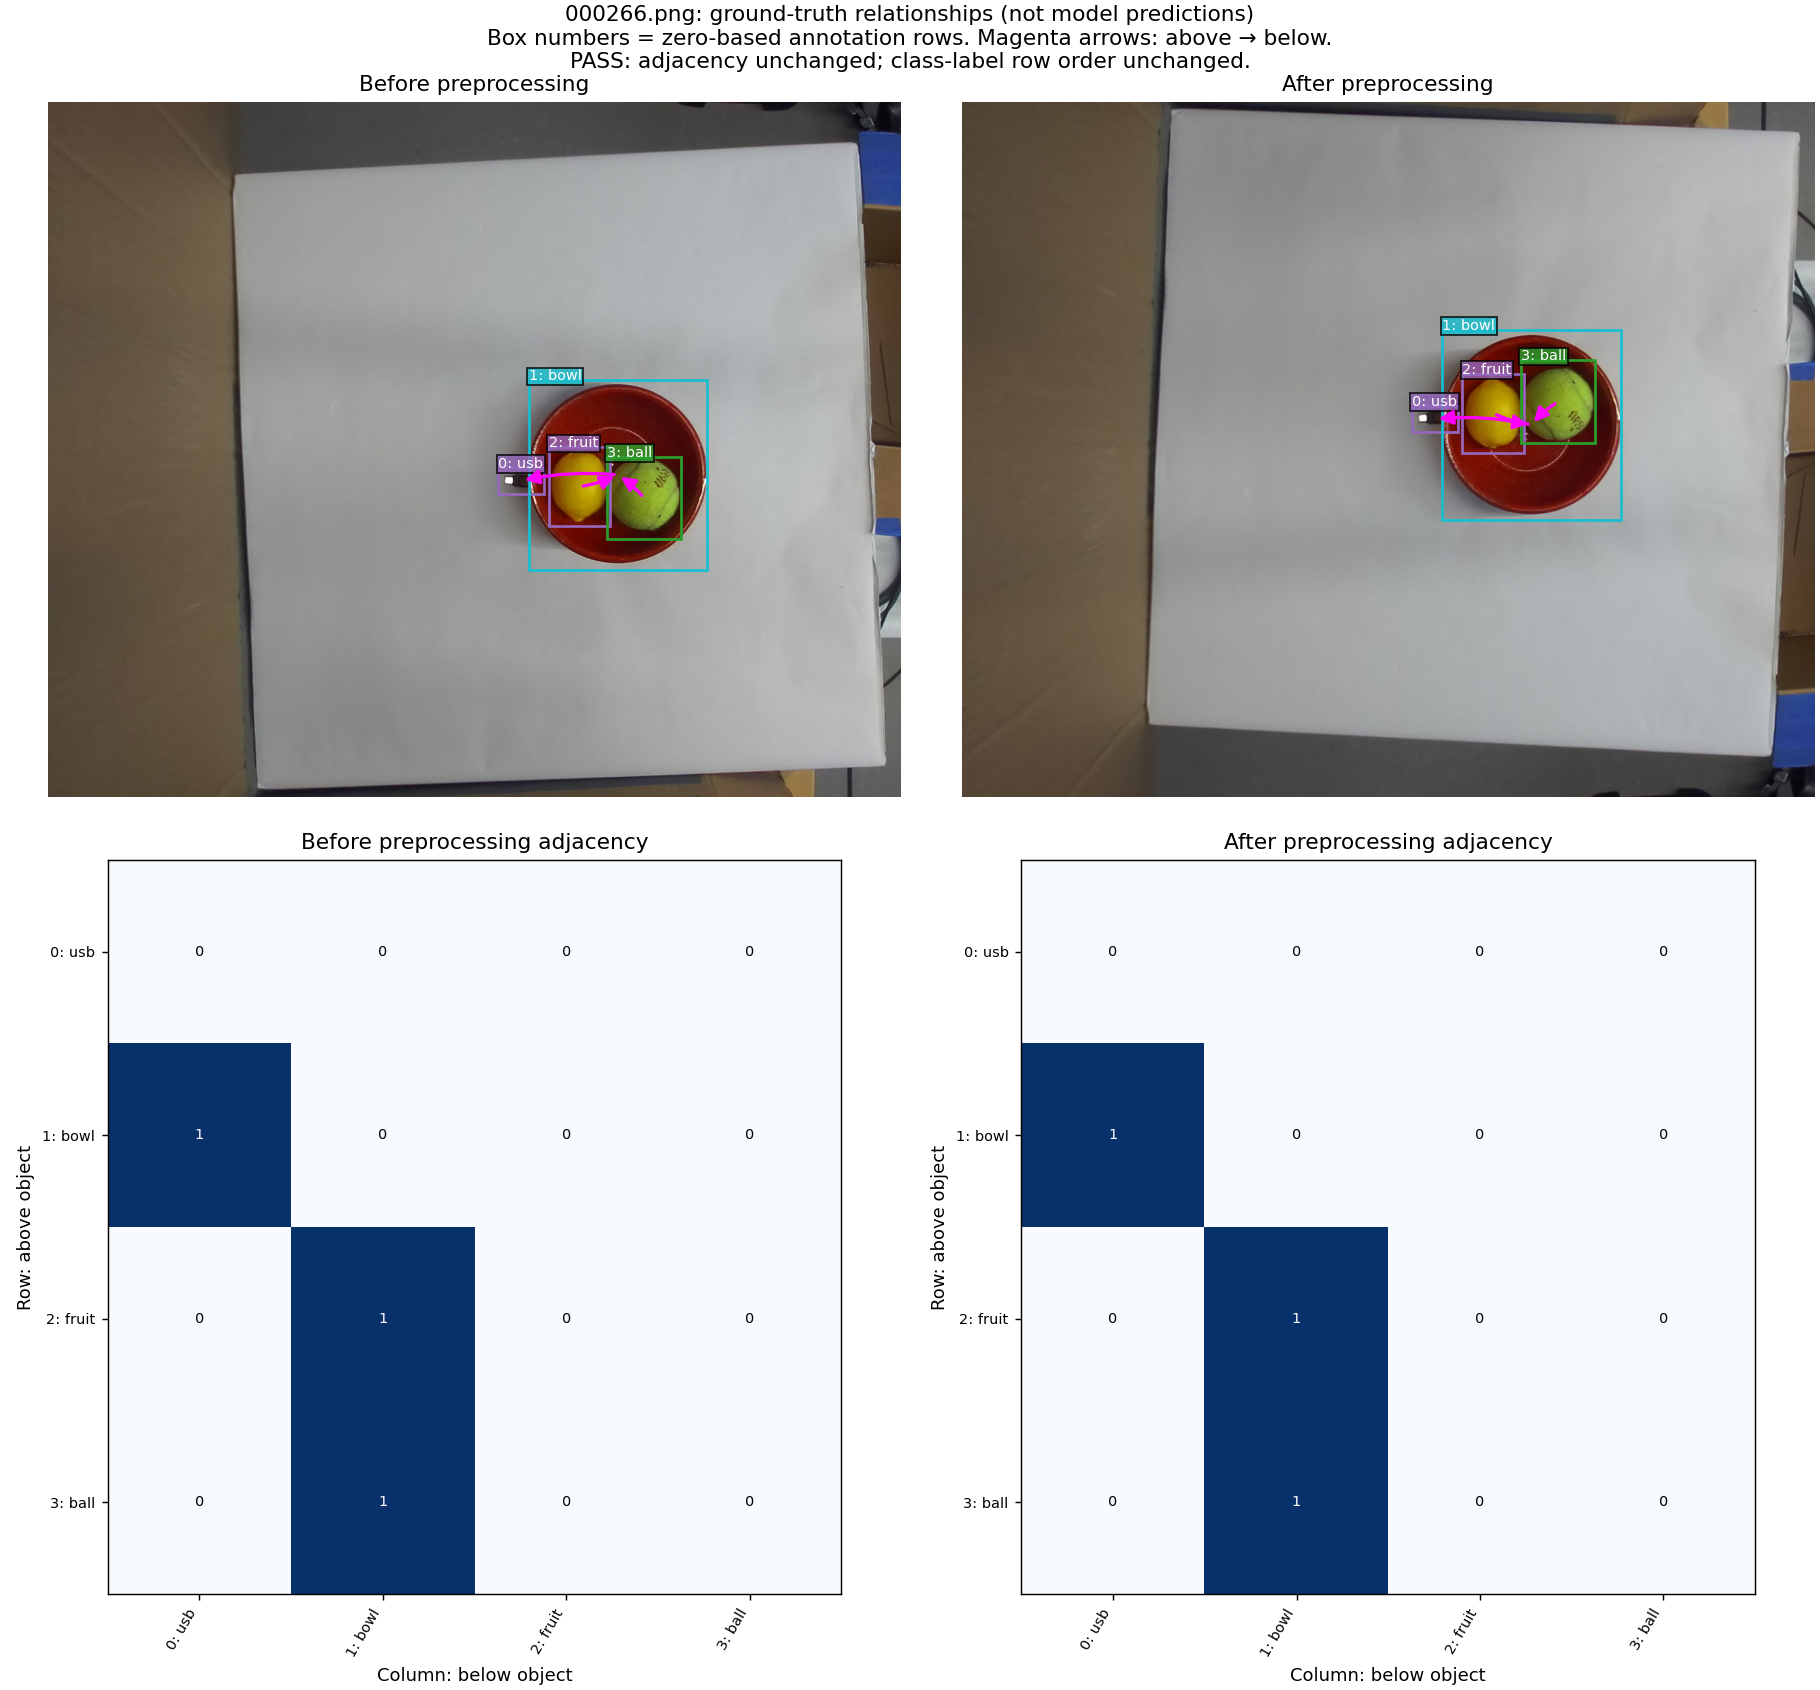 000266.png: ground-truth relationships (not model predictions)
Box numbers = zero-based annotation rows. Magenta arrows: above → below.
PASS: adjacency unchanged; class-label row order unchanged.
Before preprocessing
After preprocessing
1: bowl
2: fruit
3: ball
0: usb
1: bowl
3: ball
2: fruit
0: usb
Before preprocessing adjacency
After preprocessing adjacency
Row: above object
0: usb
0 0 0 0
1: bowl
1 0 0 0
2: fruit
0 1 0 0
3: ball
0 1 0 0
0: usb
1: bowl
2: fruit
3: ball
Column: below object
Row: above object
0: usb
0 0 0 0
1: bowl
1 0 0 0
2: fruit
0 1 0 0
3: ball
0 1 0 0
0: usb
1: bowl
2: fruit
3: ball
Column: below object